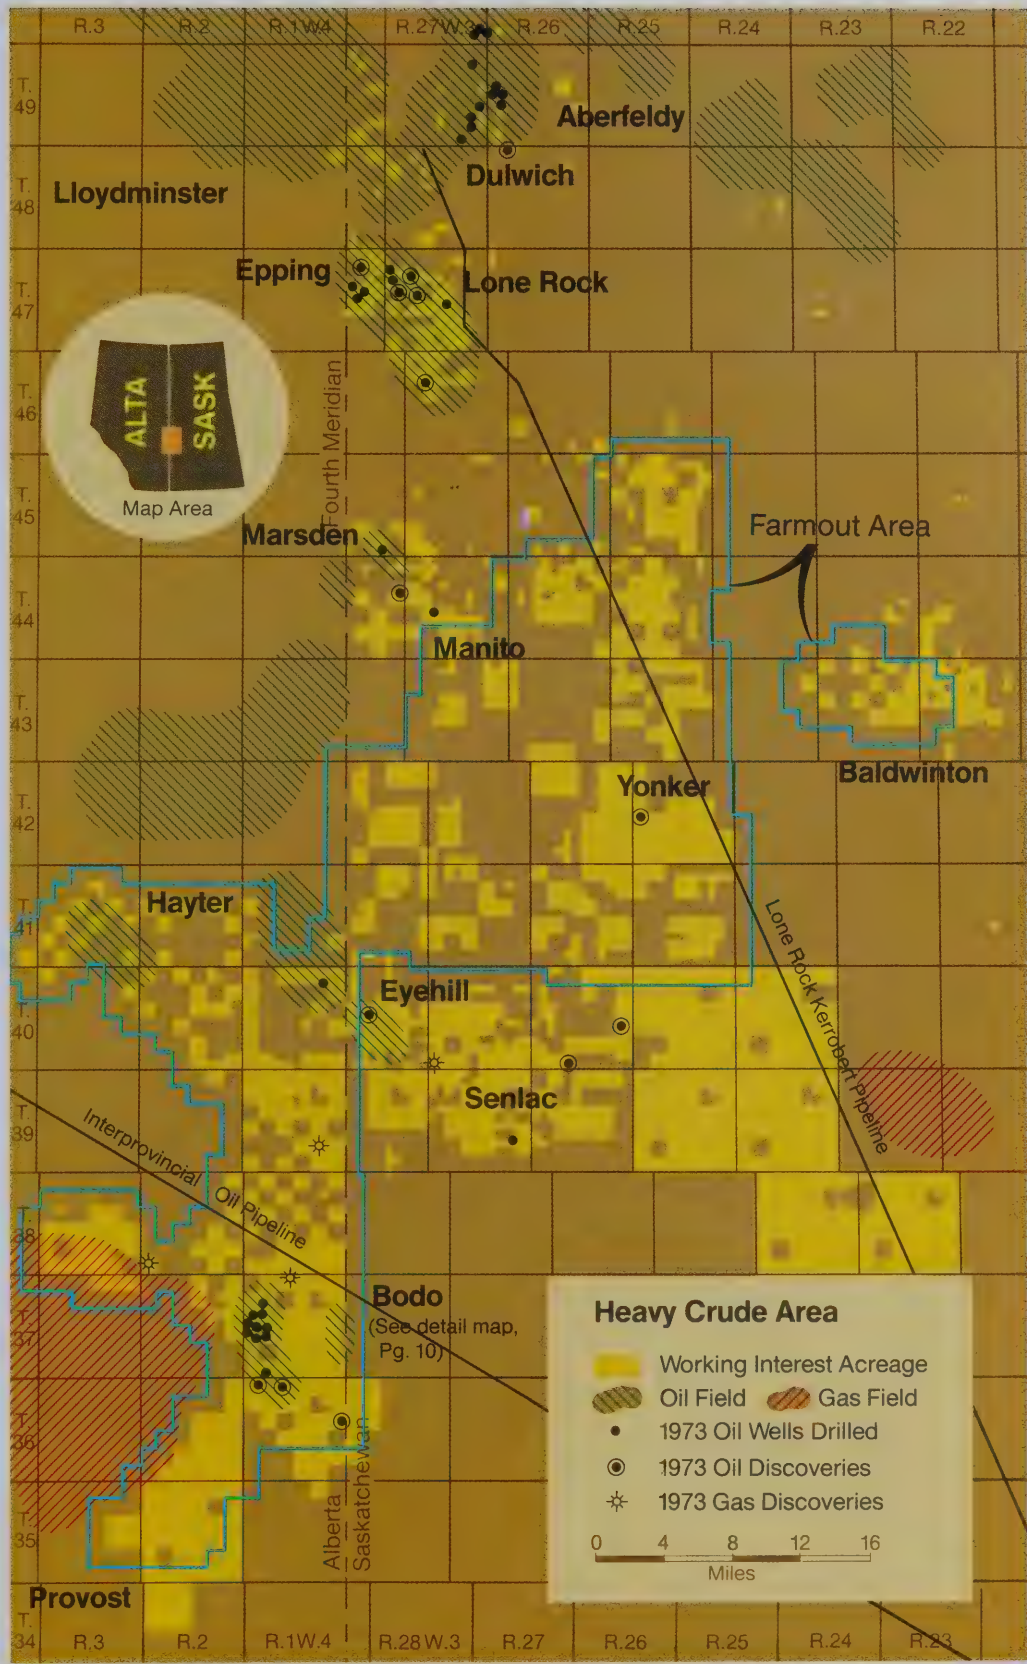 R.3
R.2
R.1W.4
R.27W.3
R.26
R.25
R.24
R.23
R.22
T.
49
Aberfeldy
Dulwich
T.
48
Lloydminster
Epping
Lone Rock
T.
47
ALTA
SASK
Map Area
T.
46
Fourth Meridian
T.
45
Marsden
Farmout Area
T.
44
Manito
T.
43
Baldwinton
Yonker
T.
42
Hayter
41
Lone Rock Kerrobert Pipeline
Eyehill
T.
40
Senlac
T.
39
Interprovincial Oil Pipeline
38
Bodo
(See detail map,
Pg. 10)
37
36
Alberta
Saskatchewan
T.
35
Provost
T.
34
R.3
R.2
R.1W.4
R.28W.3
R.27
R.26
R.25
R.24
R.23
Heavy Crude Area
Working Interest Acreage
Oil Field
Gas Field
1973 Oil Wells Drilled
1973 Oil Discoveries
1973 Gas Discoveries
0 4 8 12 16
Miles